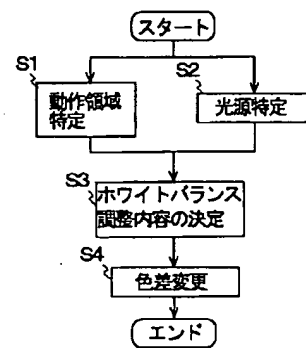 スタート
S1
動作領域
特定
S2
光源特定
S3
ホワイトバランス
調整内容の決定
S4
色差変更
エンド